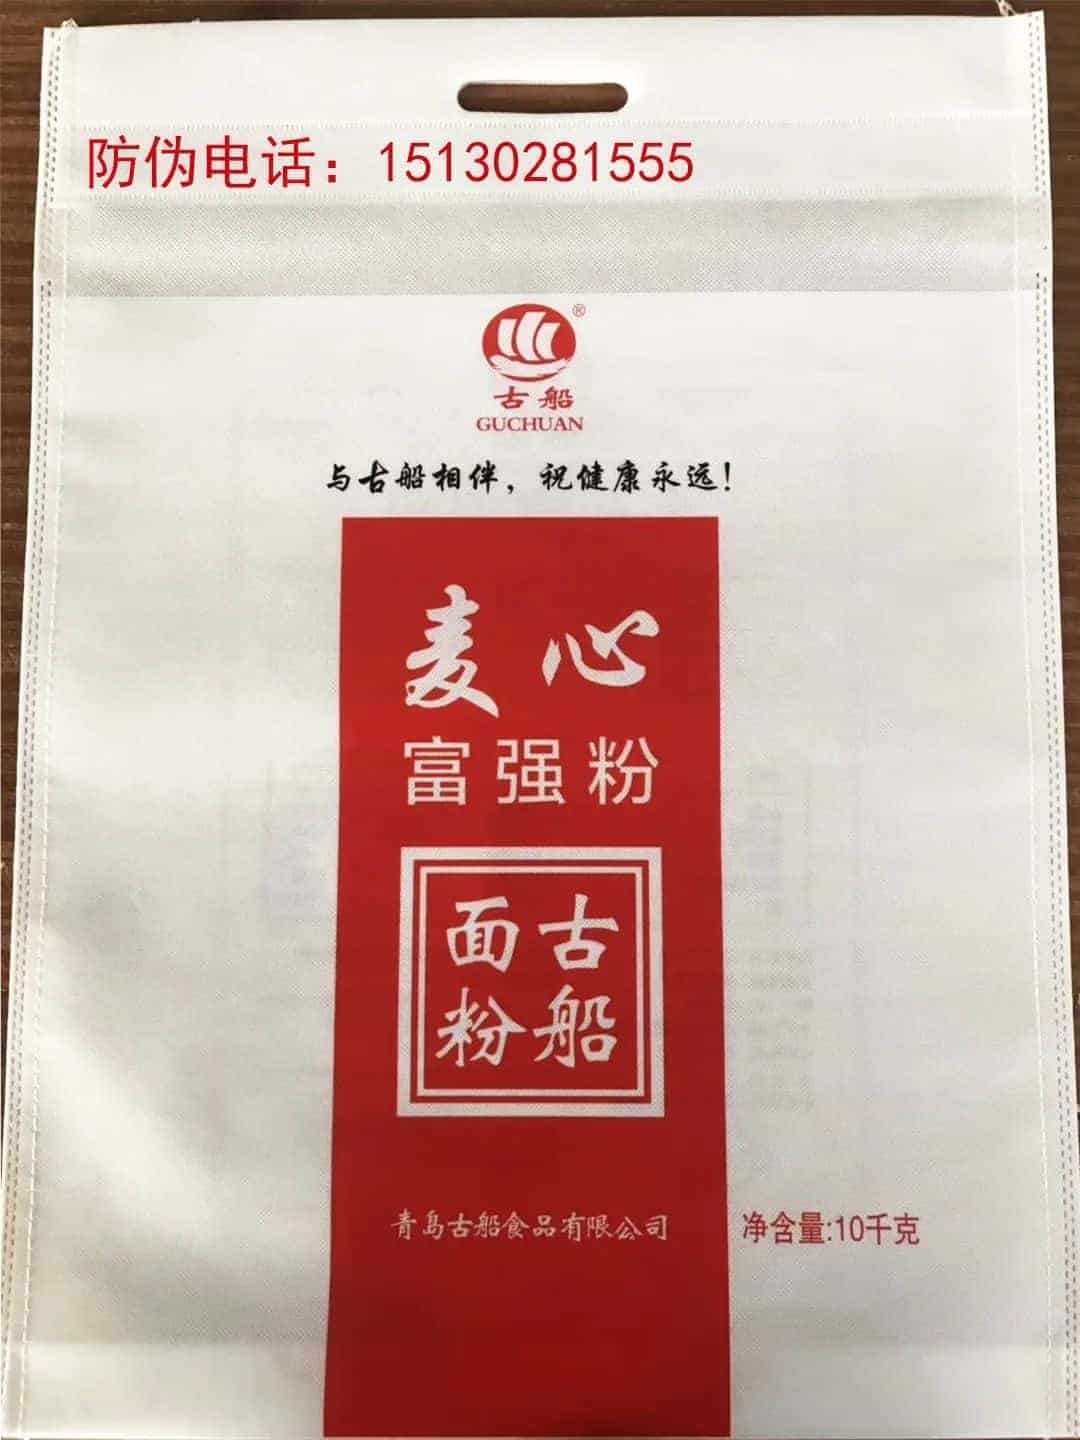 防伪电话：15130281555
®
古船
GUCHUAN
与古船相伴，祝健康永远！
麦心
富强粉
古船
面粉
青岛古船食品有限公司
净含量:10千克